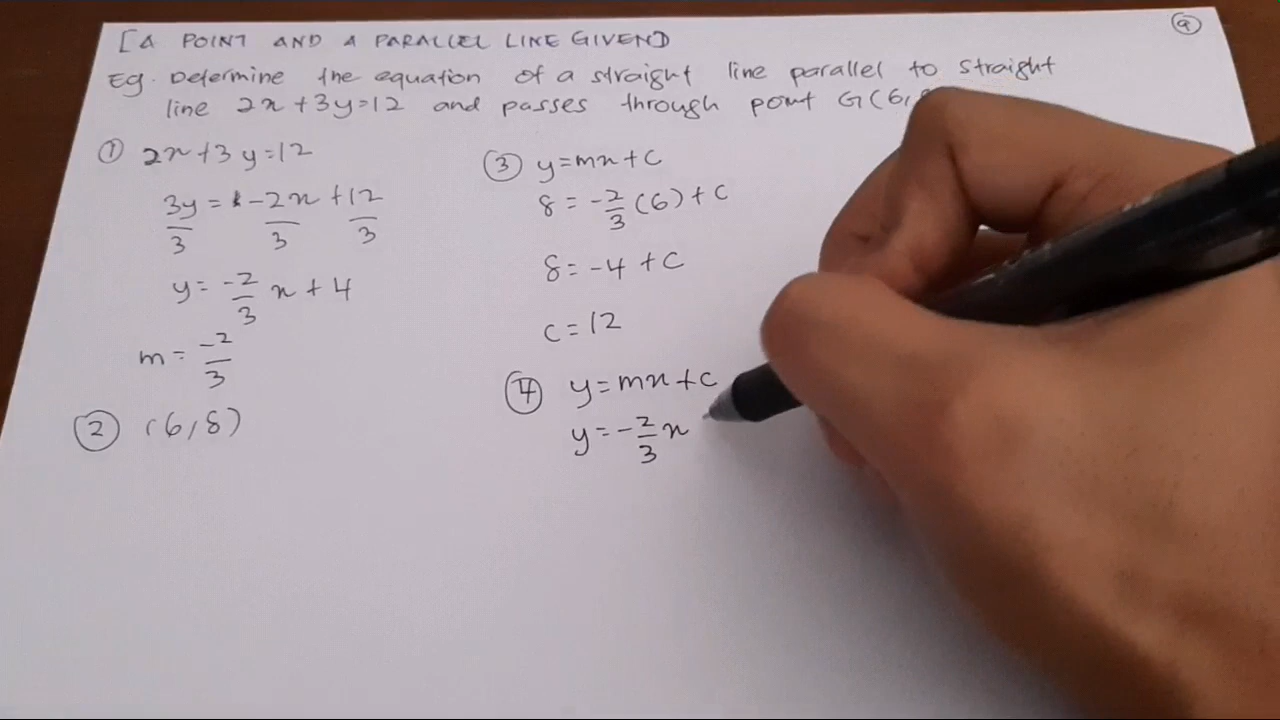 [A POINT AND A PARALLEL LINE GIVEN]
9
Eg. Determine the equation of a straight line parallel to straight
line 2x+3y=12 and passes through point G(6,
① 2x+3y=12
3y = -2x +12
3 3 3
y = -2/3 x + 4
m = -2/3
② (6,8)
③ y=mx+c
8 = -2/3 (6) + c
8 = -4 + c
c = 12
④ y = mx+c
y = -2/3 x